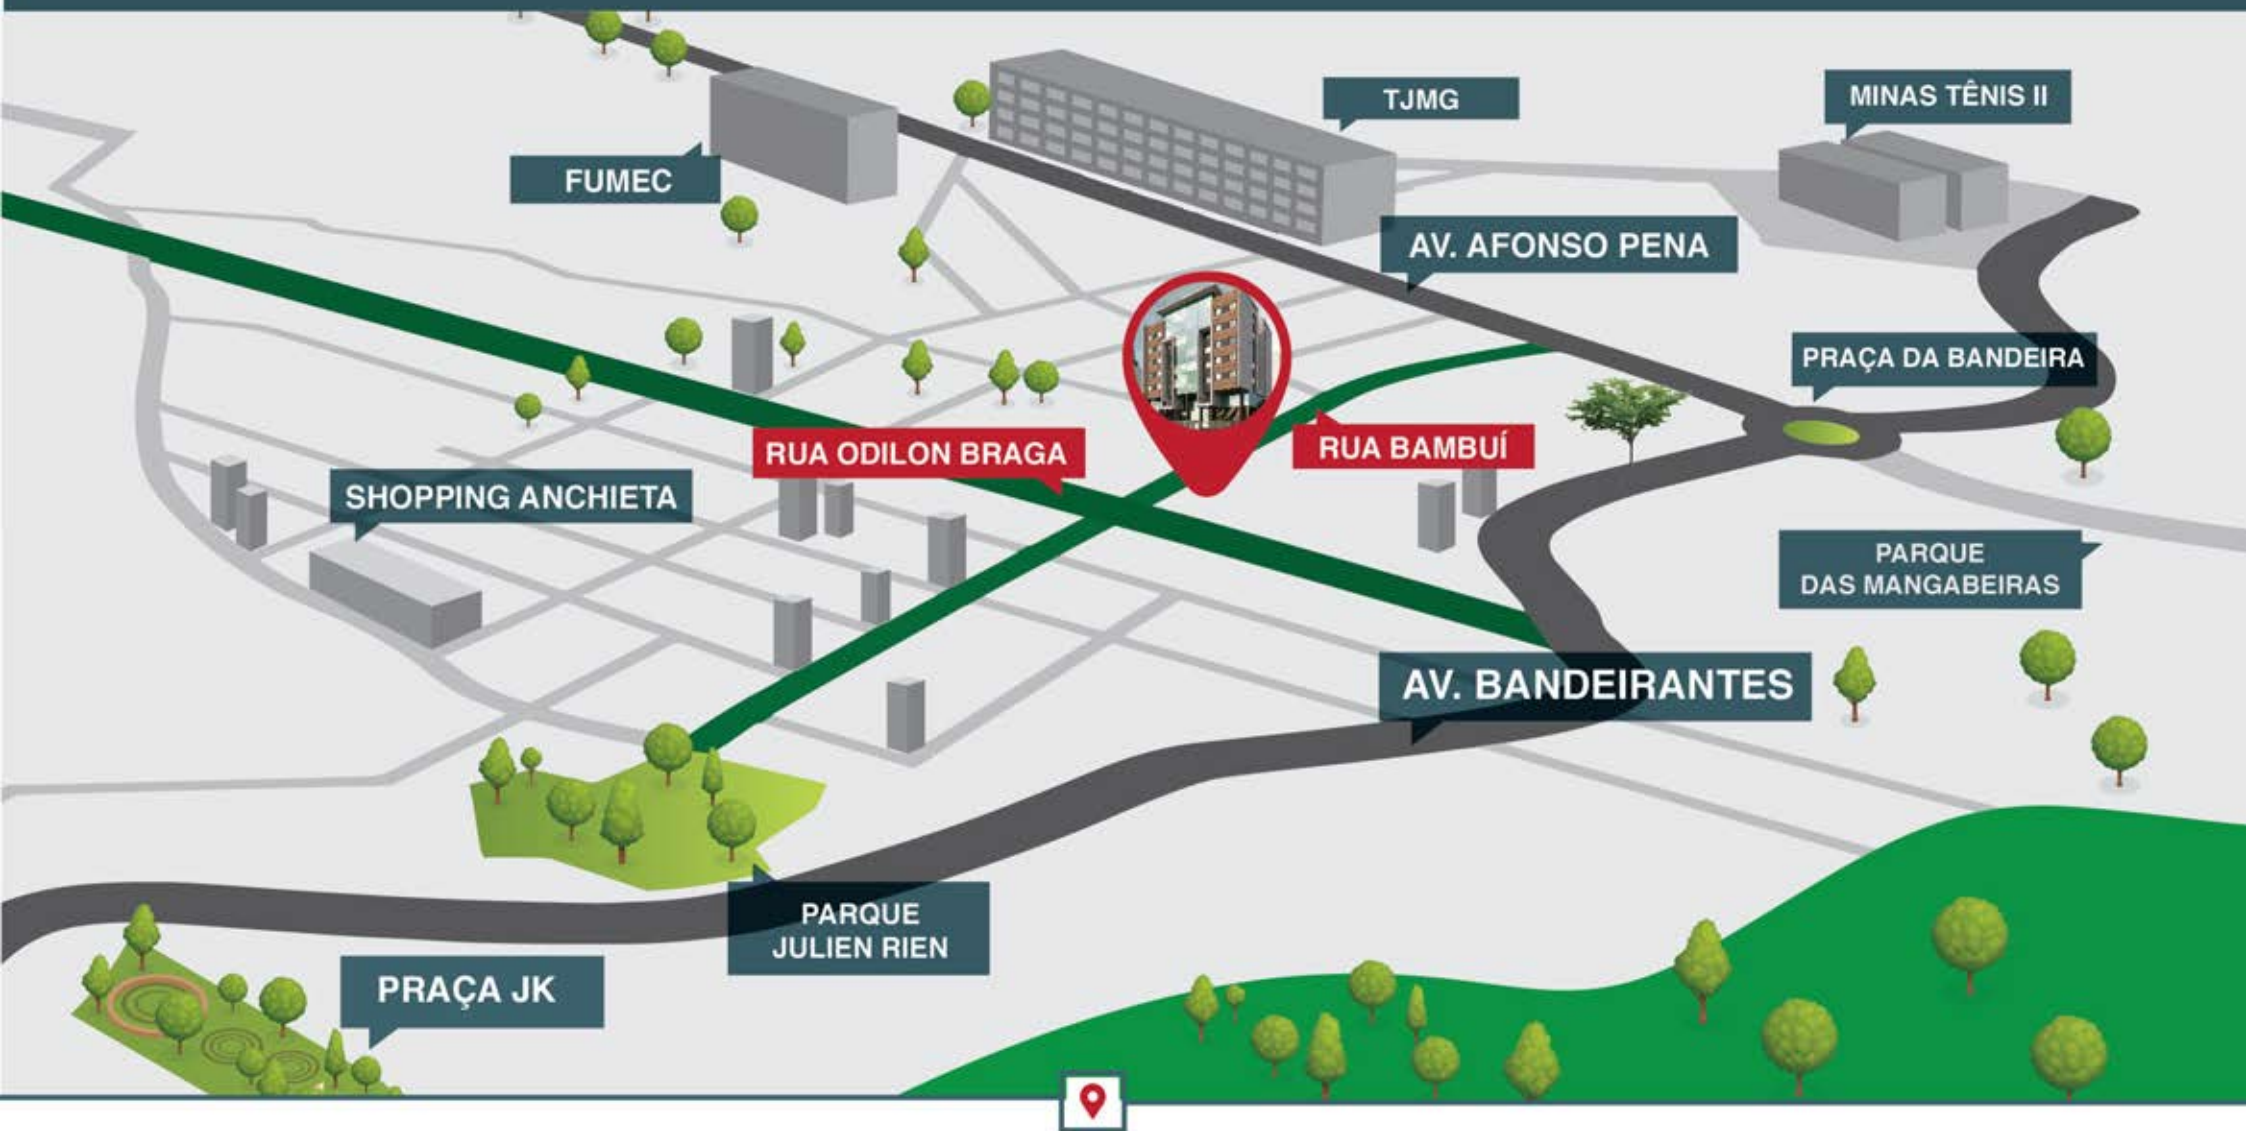 TJMG
MINAS TÊNIS II
FUMEC
AV. AFONSO PENA
PRAÇA DA BANDEIRA
RUA ODILON BRAGA
RUA BAMBUÍ
SHOPPING ANCHIETA
PARQUE
DAS MANGABEIRAS
AV. BANDEIRANTES
PARQUE
JULIEN RIEN
PRAÇA JK